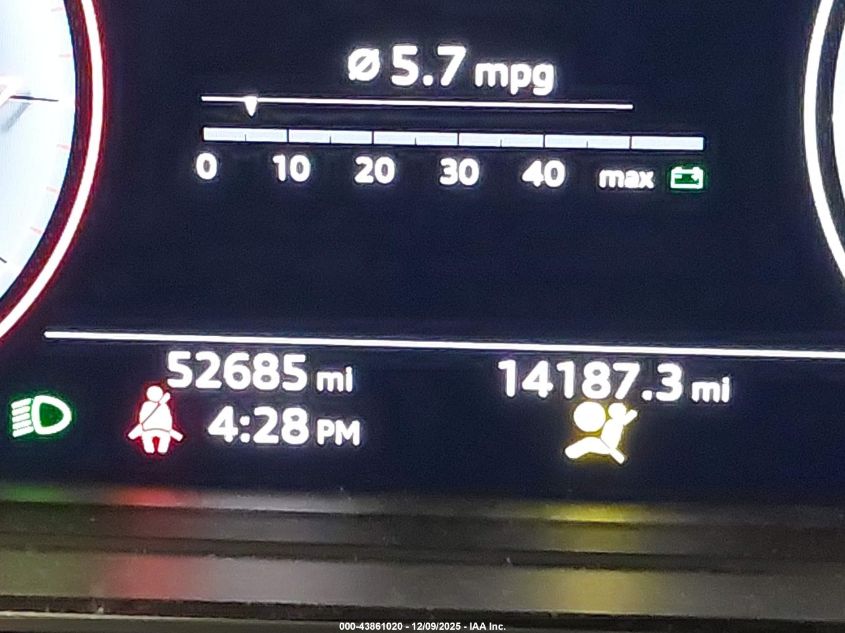 Ø 5.7 mpg
0 10 20 30 40 max
52685 mi 14187.3 mi
4:28 PM
000-43861020 - 12/09/2025 - IAA Inc.